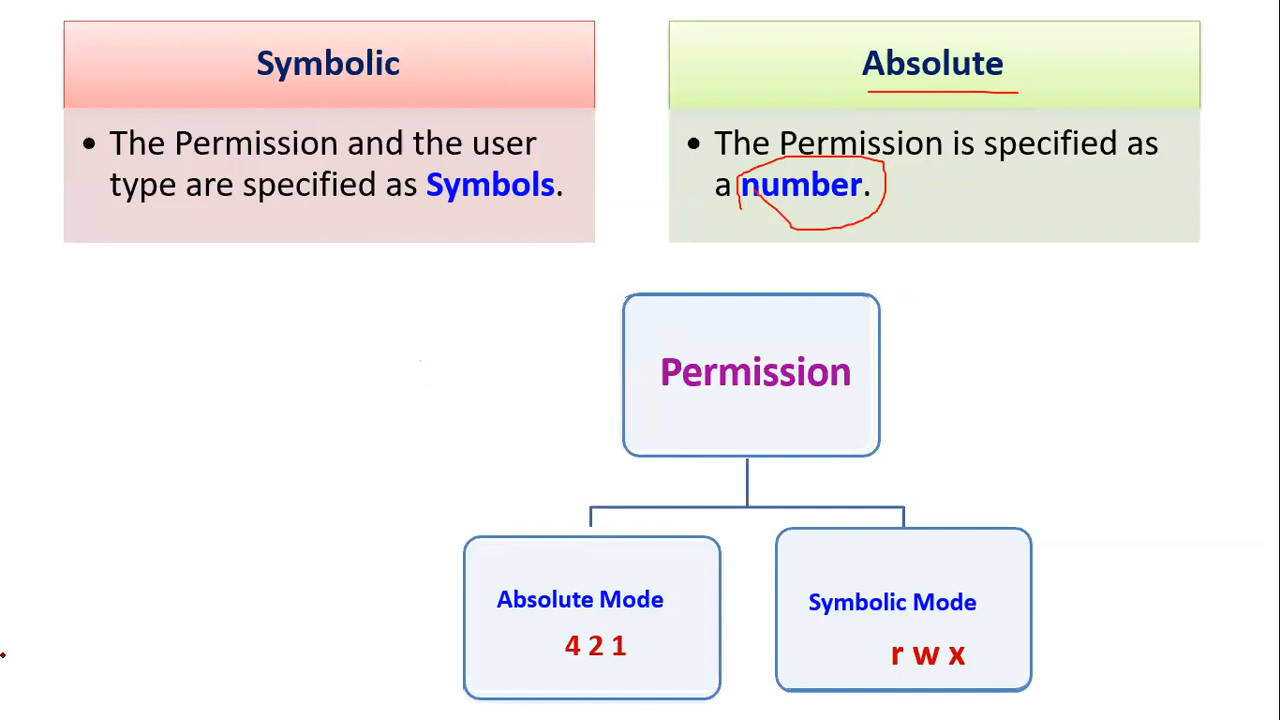 Symbolic
• The Permission and the user
type are specified as Symbols.
Absolute
• The Permission is specified as
a number.
Permission
Absolute Mode
4 2 1
Symbolic Mode
r w x